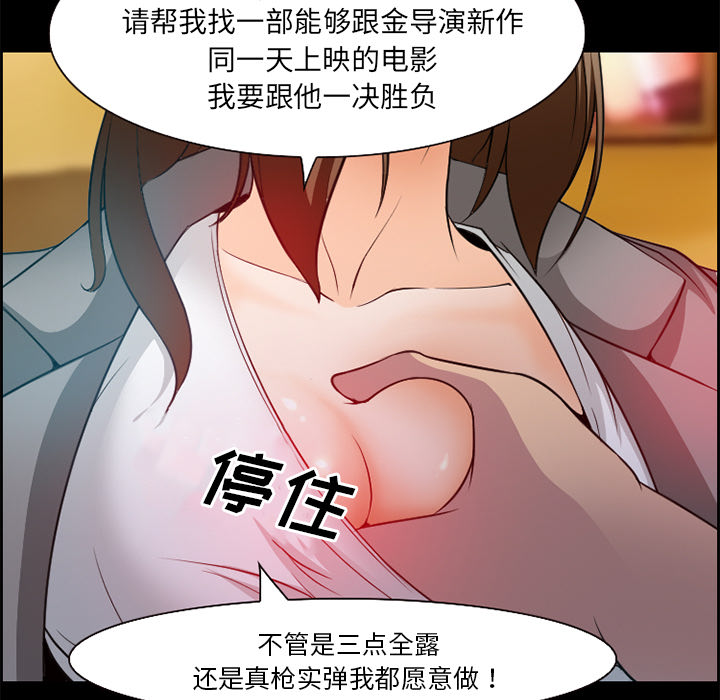 请帮我找一部能够跟金导演新作
同一天上映的电影
我要跟他一决胜负
停住
不管是三点全露
还是真枪实弹我都愿意做！